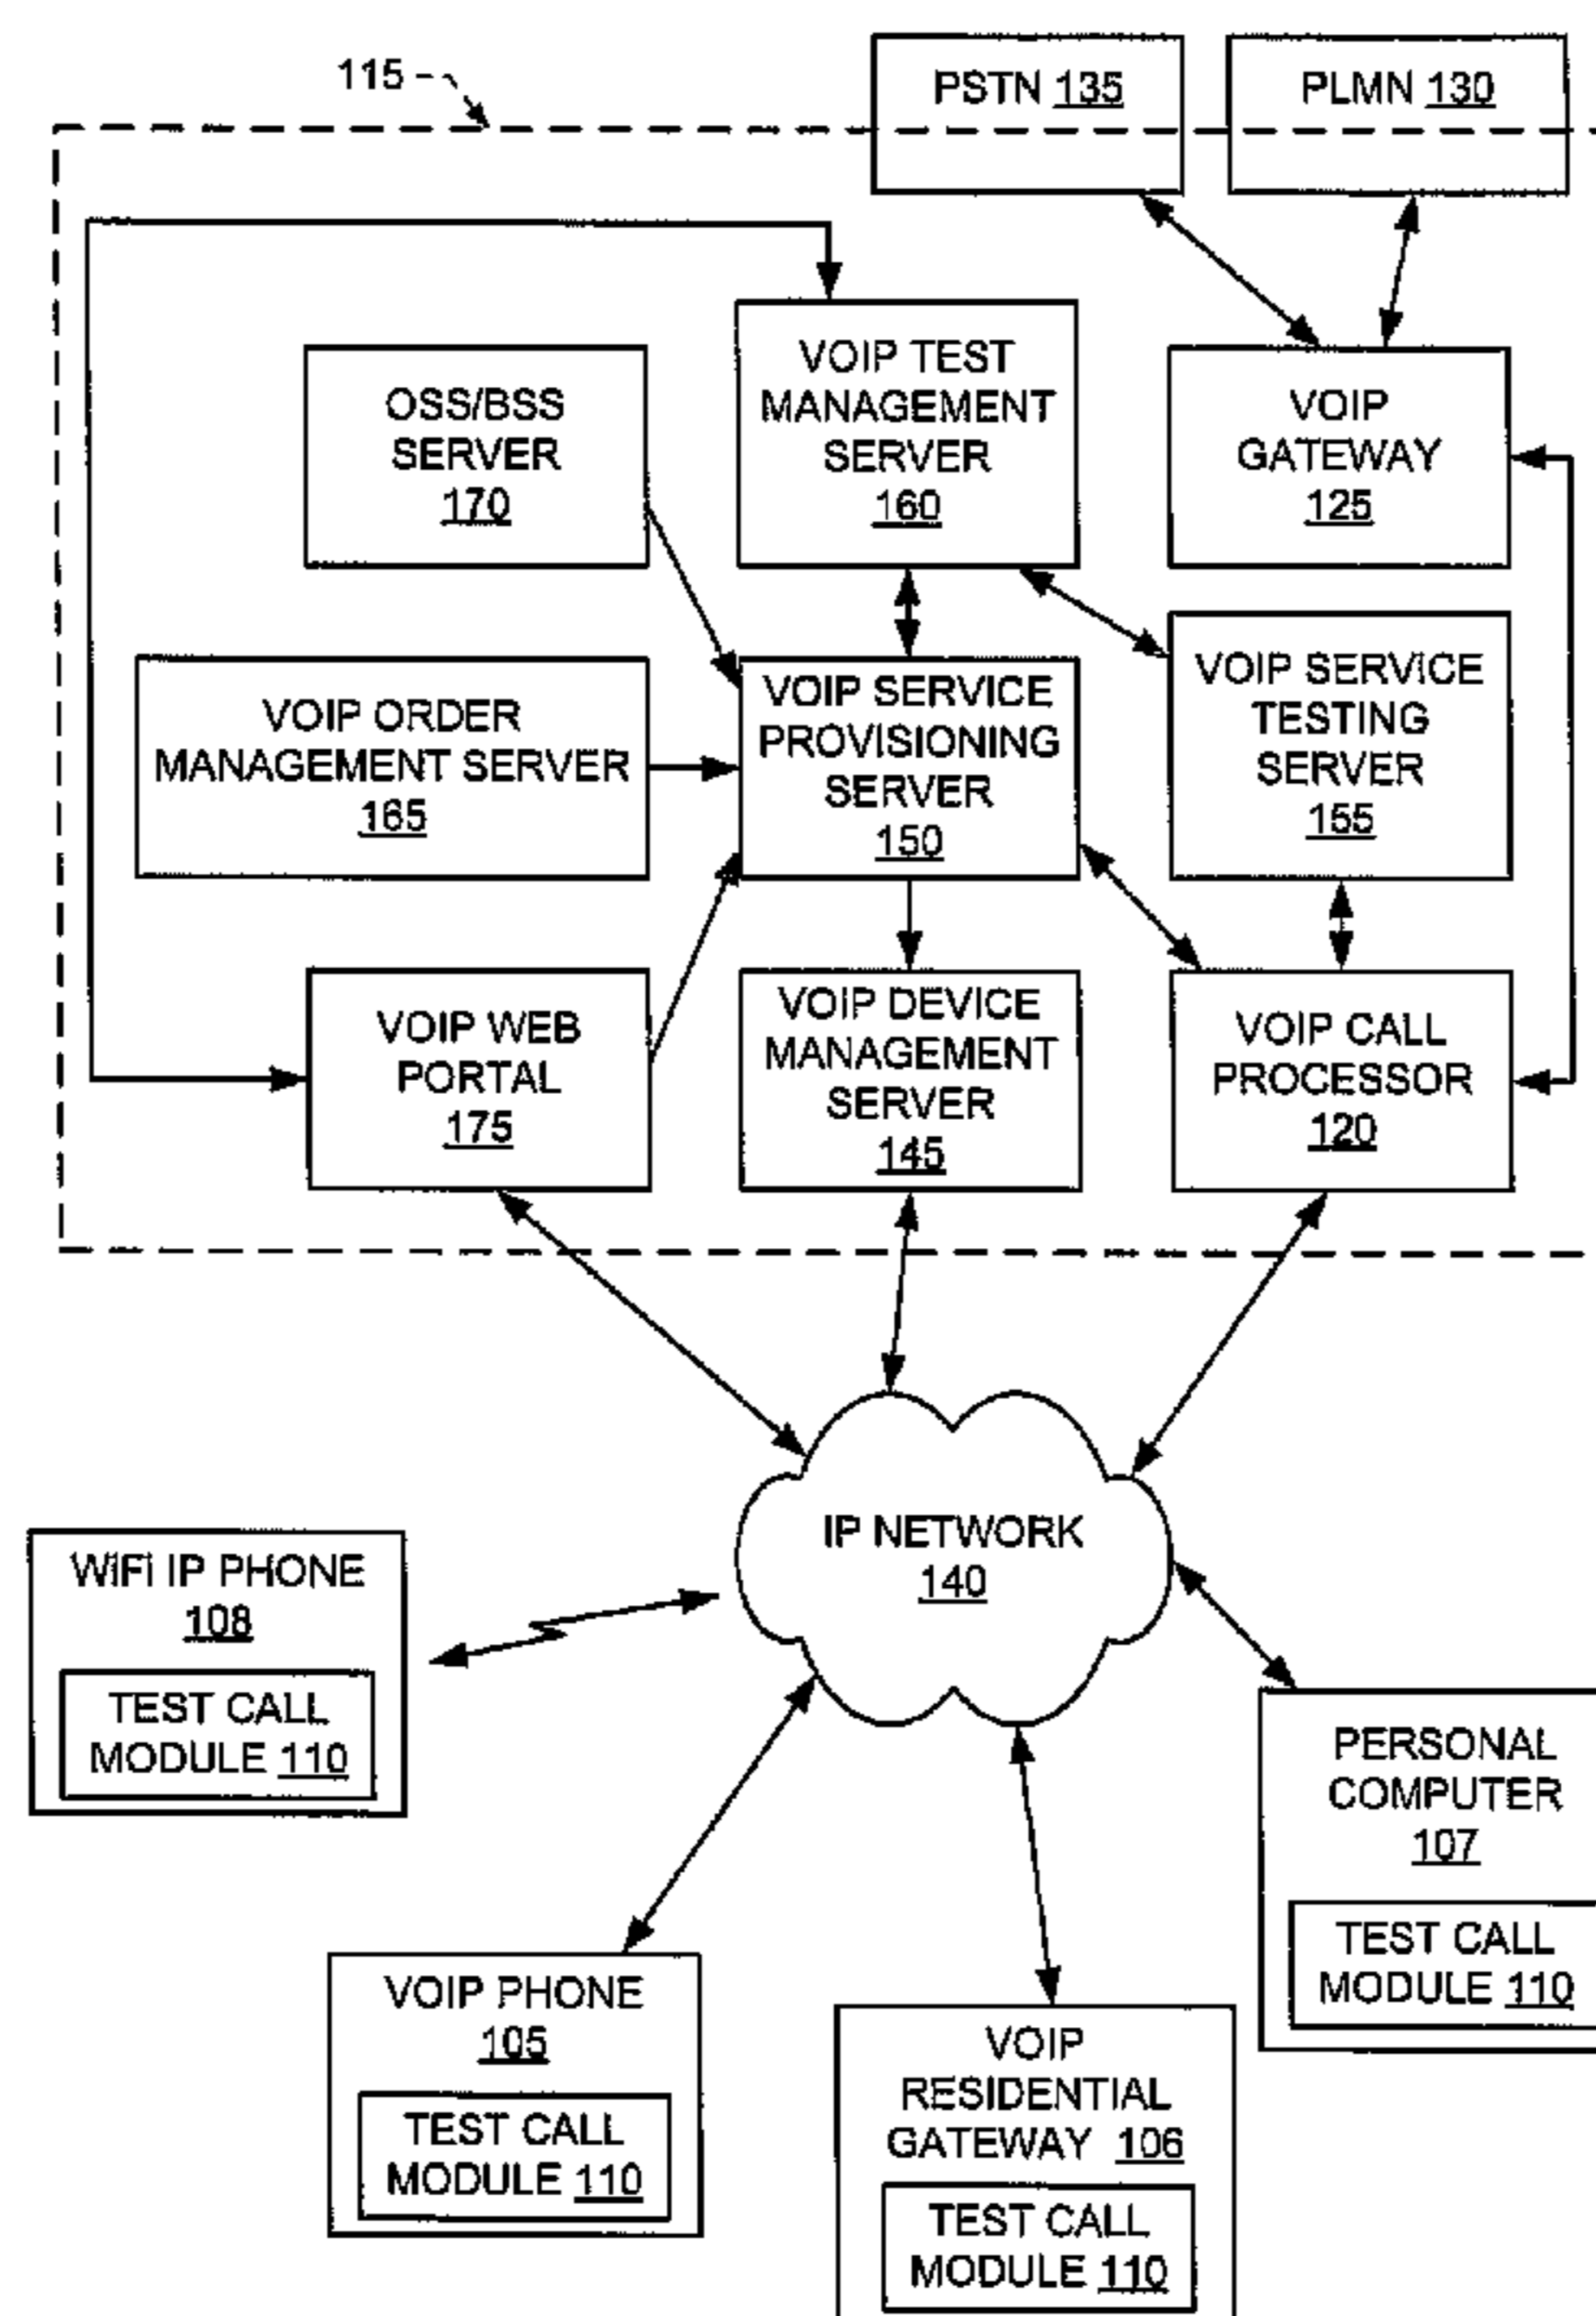 115
PSTN 135
PLMN 130
VOIP TEST
MANAGEMENT
SERVER
160
OSS/BSS
SERVER
170
VOIP
GATEWAY
125
VOIP ORDER
MANAGEMENT SERVER
165
VOIP SERVICE
PROVISIONING
SERVER
150
VOIP SERVICE
TESTING
SERVER
155
VOIP WEB
PORTAL
175
VOIP DEVICE
MANAGEMENT
SERVER
145
VOIP CALL
PROCESSOR
120
IP NETWORK
140
WIFI IP PHONE
108
TEST CALL
MODULE 110
PERSONAL
COMPUTER
107
TEST CALL
MODULE 110
VOIP PHONE
105
TEST CALL
MODULE 110
VOIP
RESIDENTIAL
GATEWAY 106
TEST CALL
MODULE 110